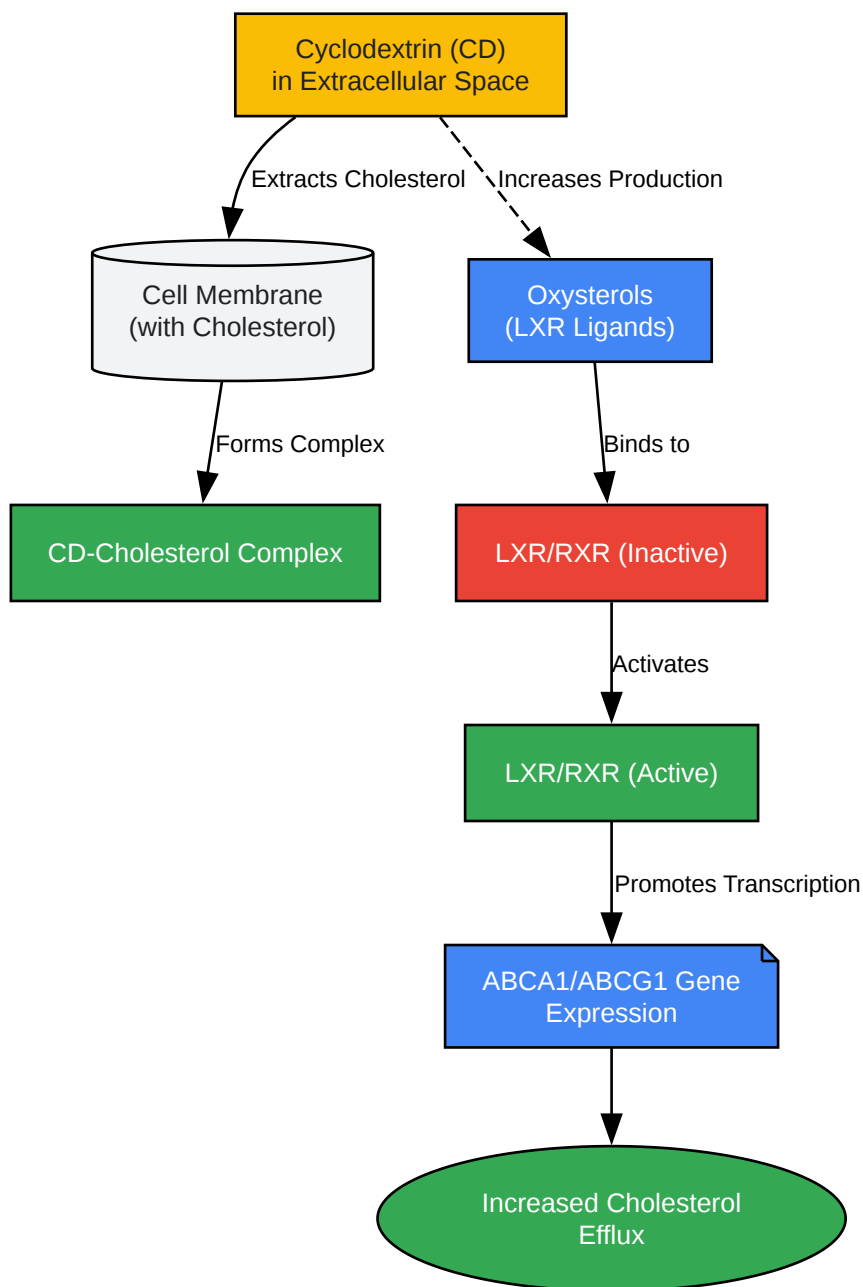 Cyclodextrin (CD)
in Extracellular Space
Extracts Cholesterol
Increases Production
Cell Membrane
(with Cholesterol)
Oxysterols
(LXR Ligands)
Forms Complex
Binds to
CD-Cholesterol Complex
LXR/RXR (Inactive)
Activates
LXR/RXR (Active)
Promotes Transcription
ABCA1/ABCG1 Gene
Expression
Increased Cholesterol
Efflux